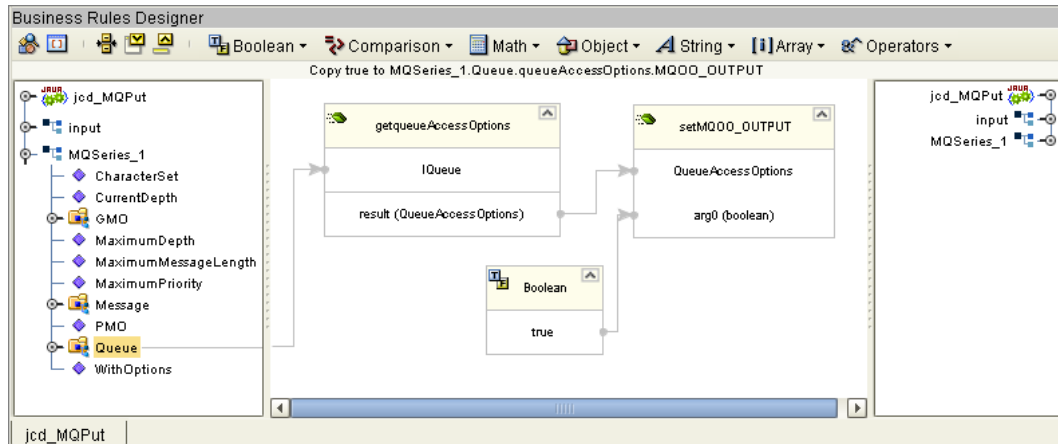 Business Rules Designer
Boolean Comparison Math Object String [i] Array Operators
Copy true to MQSeries_1.Queue.queueAccessOptions.MQOO_OUTPUT
JAVA jcd_MQPut
input
MQSeries_1
CharacterSet
CurrentDepth
GMO
MaximumDepth
MaximumMessageLength
MaximumPriority
Message
PMO
Queue
WithOptions
getqueueAccessOptions
IQueue
result (QueueAccessOptions)
setMQOO_OUTPUT
QueueAccessOptions
arg0 (boolean)
Boolean
true
jcd_MQPut JAVA
input
MQSeries_1
jcd_MQPut